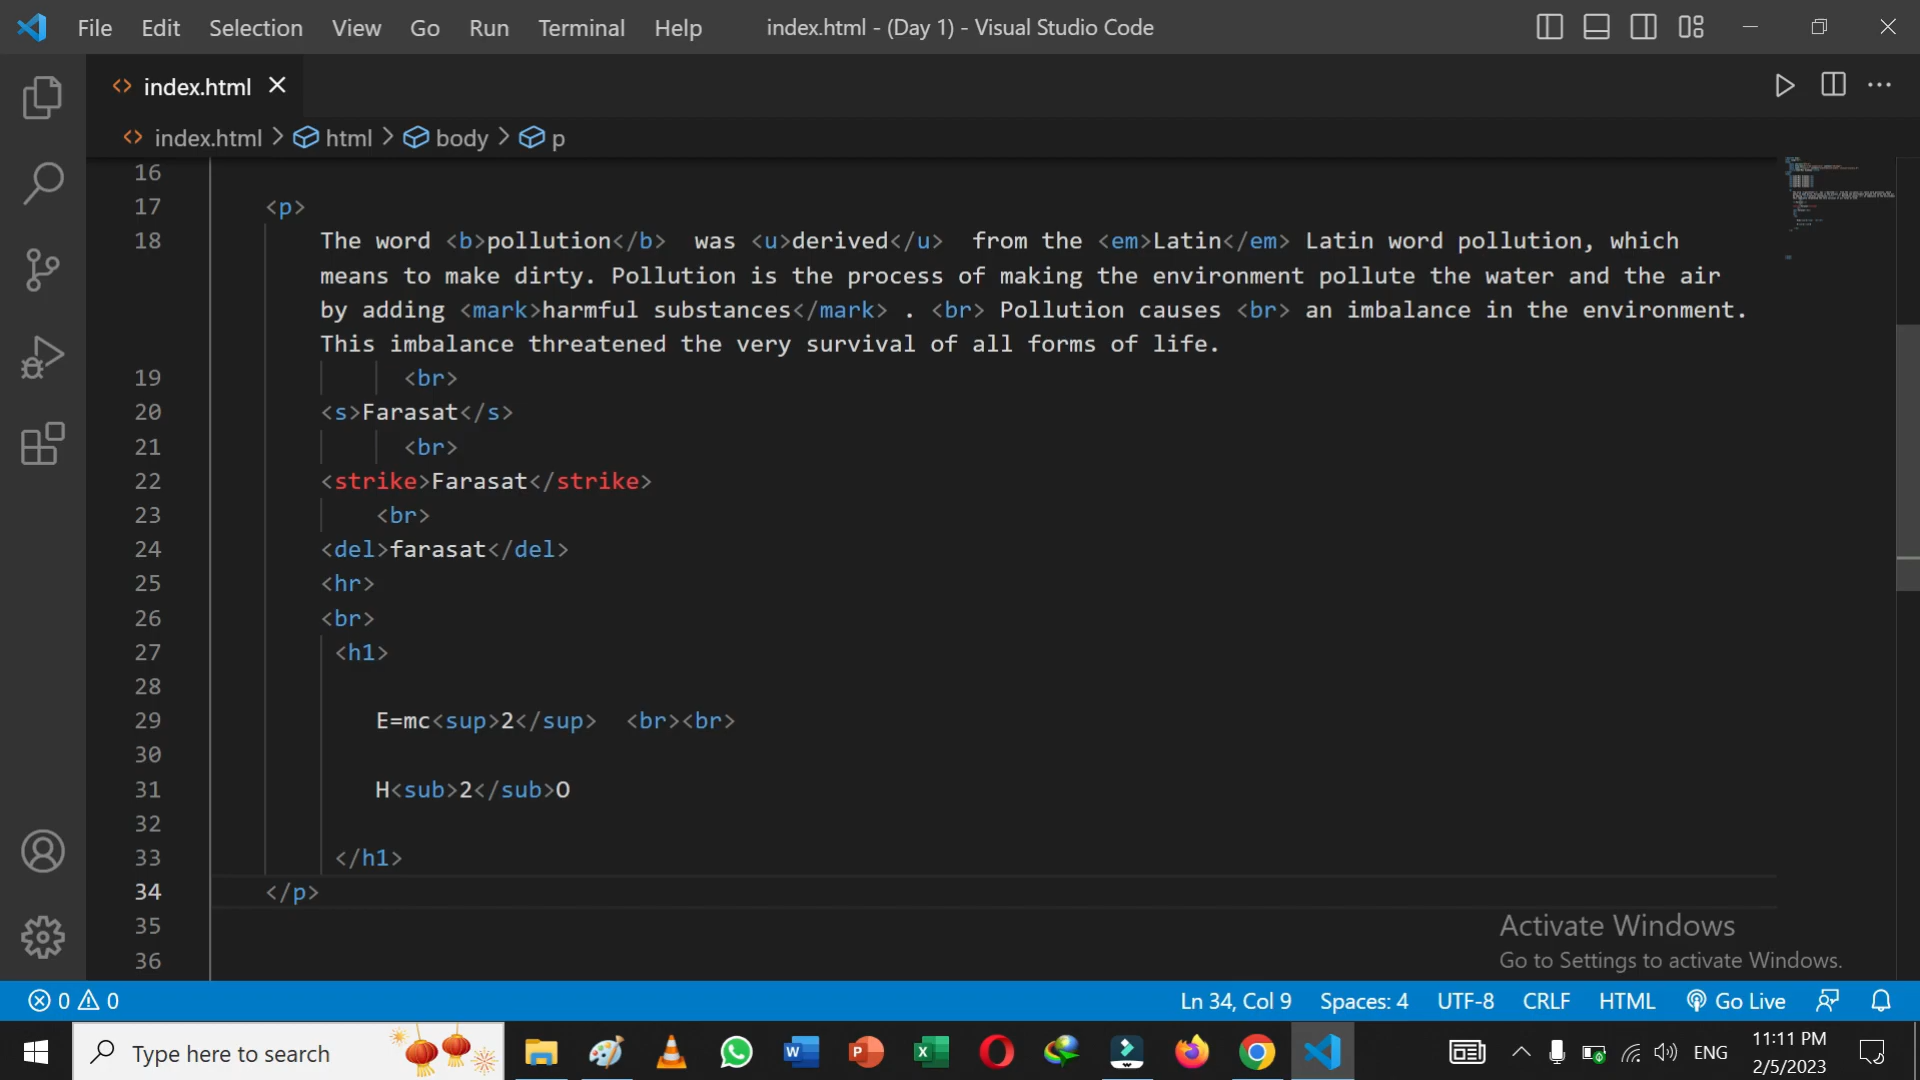 File Edit Selection View Go Run Terminal Help index.html - (Day 1) - Visual Studio Code
index.html
index.html > html > body > p
16
17 <p>
18 The word <b>pollution</b> was <u>derived</u> from the <em>Latin</em> Latin word pollution, which
means to make dirty. Pollution is the process of making the environment pollute the water and the air
by adding <mark>harmful substances</mark> . <br> Pollution causes <br> an imbalance in the environment.
This imbalance threatened the very survival of all forms of life.
19 <br>
20 <s>Farasat</s>
21 <br>
22 <strike>Farasat</strike>
23 <br>
24 <del>farasat</del>
25 <hr>
26 <br>
27 <h1>
28
29 E=mc<sup>2</sup> <br><br>
30
31 H<sub>2</sub>O
32
33 </h1>
34 </p>
35
36
Activate Windows
Go to Settings to activate Windows.
0 0 Ln 34, Col 9 Spaces: 4 UTF-8 CRLF HTML Go Live
Type here to search ENG 11:11 PM
2/5/2023